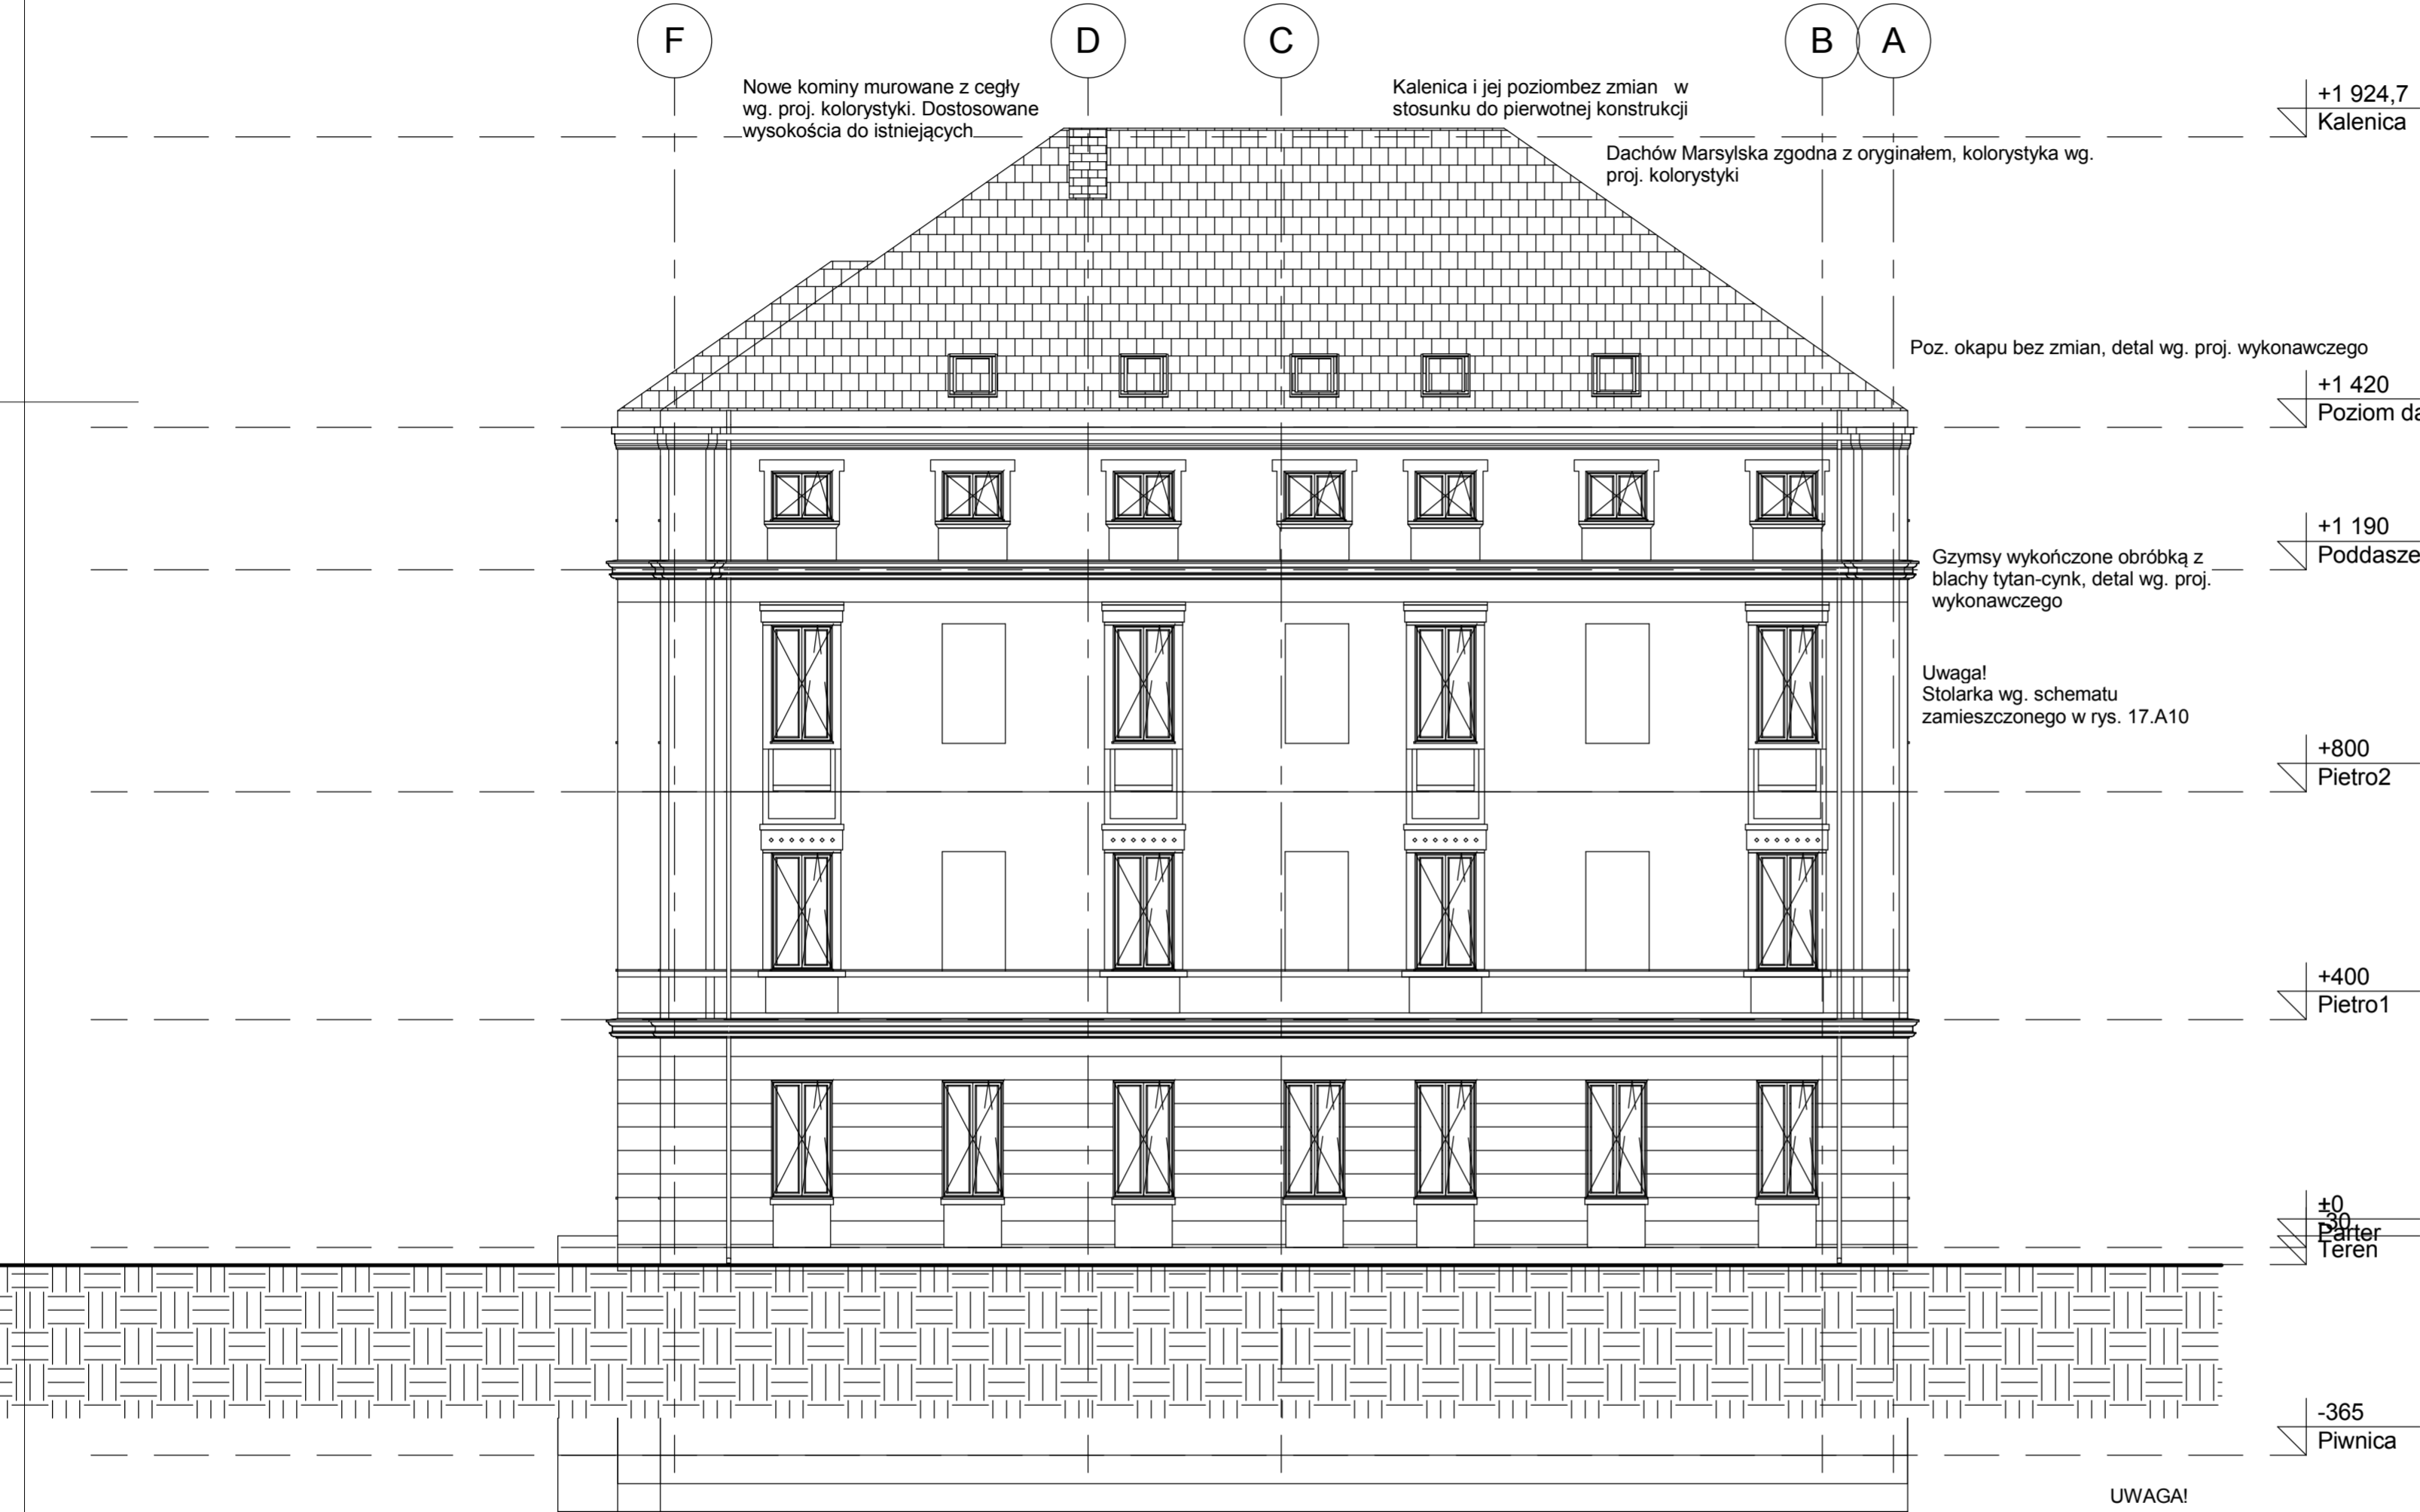 F
D
C
B
A
Nowe kominy murowane z cegły
wg. proj. kolorystyki. Dostosowane
wysokościa do istniejących
Kalenica i jej poziombez zmian w
stosunku do pierwotnej konstrukcji
+1 924,7
Kalenica
Dachów Marsylska zgodna z oryginałem, kolorystyka wg.
proj. kolorystyki
Poz. okapu bez zmian, detal wg. proj. wykonawczego
+1 420
Poziom da
+1 190
Poddasze
Gzymsy wykończone obróbką z
blachy tytan-cynk, detal wg. proj.
wykonawczego
Uwaga!
Stolarka wg. schematu
zamieszczonego w rys. 17.A10
+800
Pietro2
+400
Pietro1
±0
-30
Parter
Teren
-365
Piwnica
UWAGA!